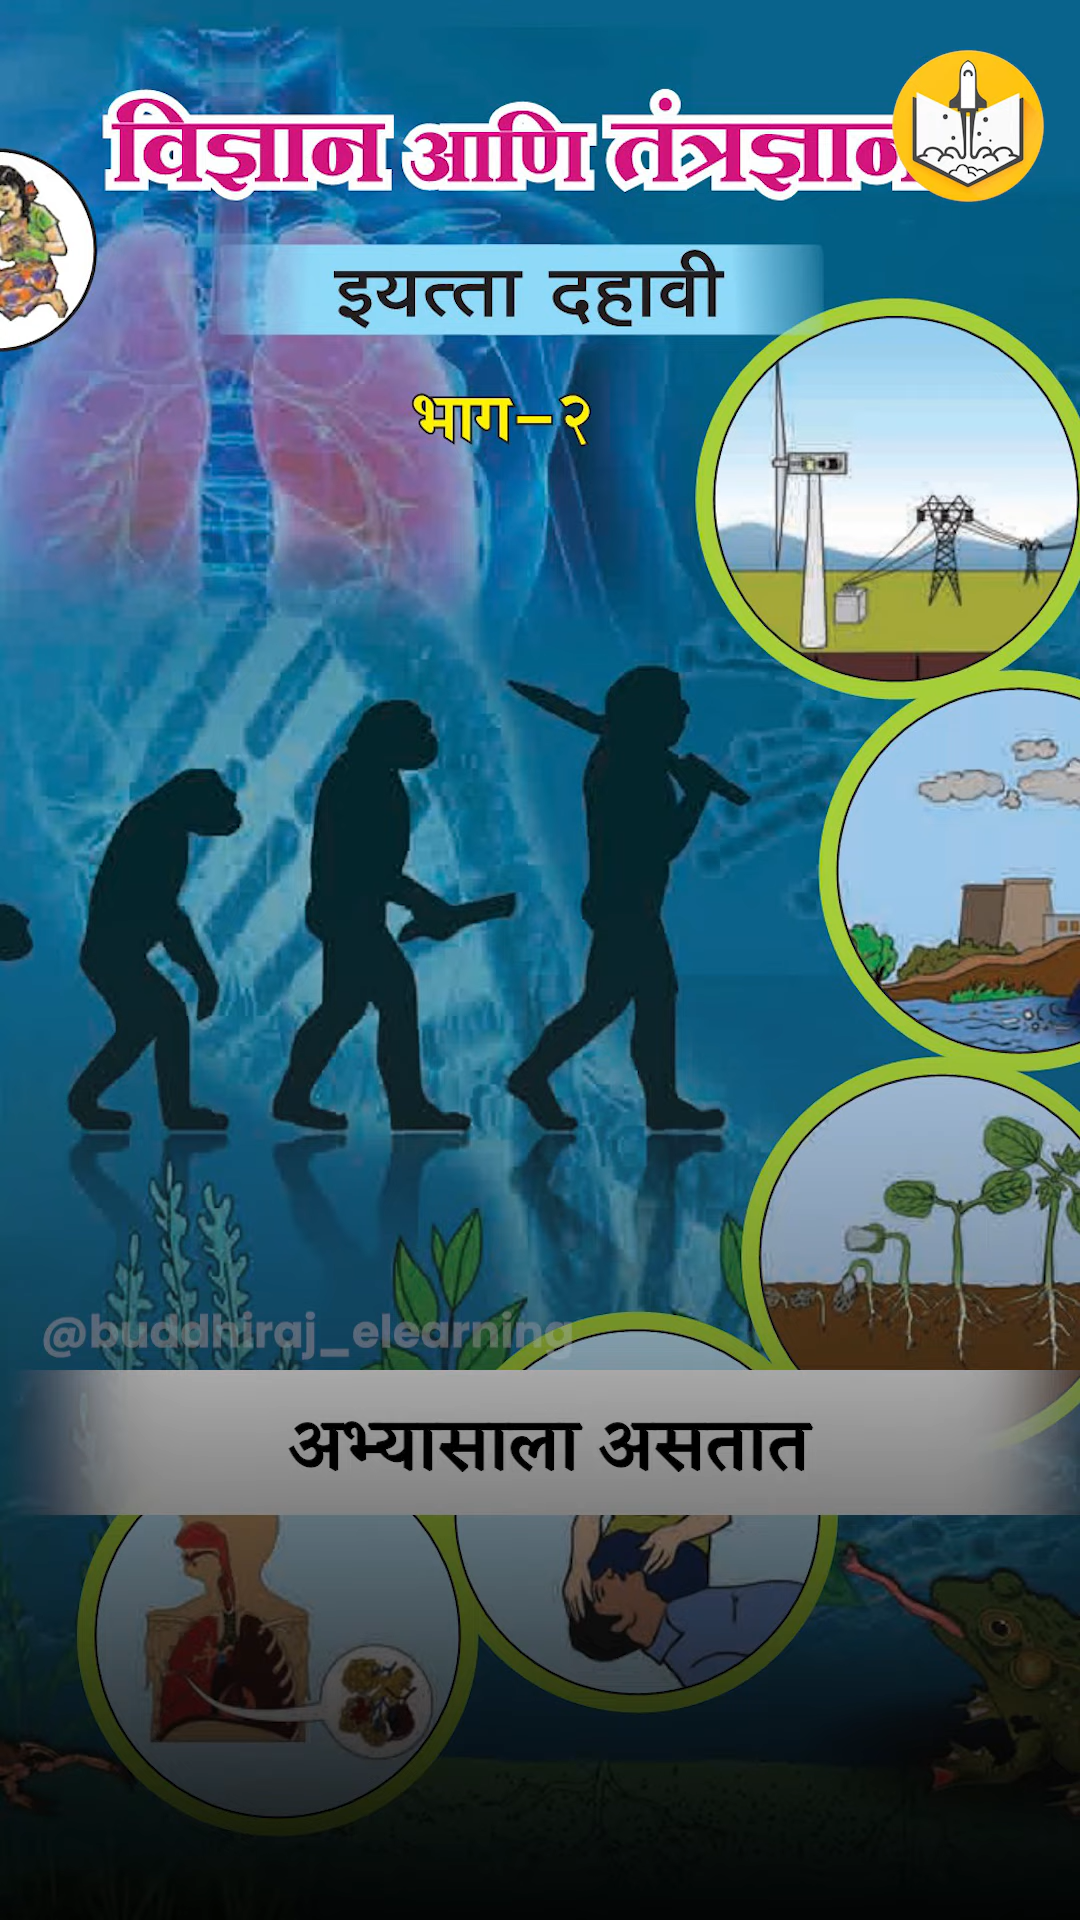 विज्ञान आणि तंत्रज्ञान
इयत्ता दहावी
भाग-२
@buddhiraj_elearning
अभ्यासाला असतात